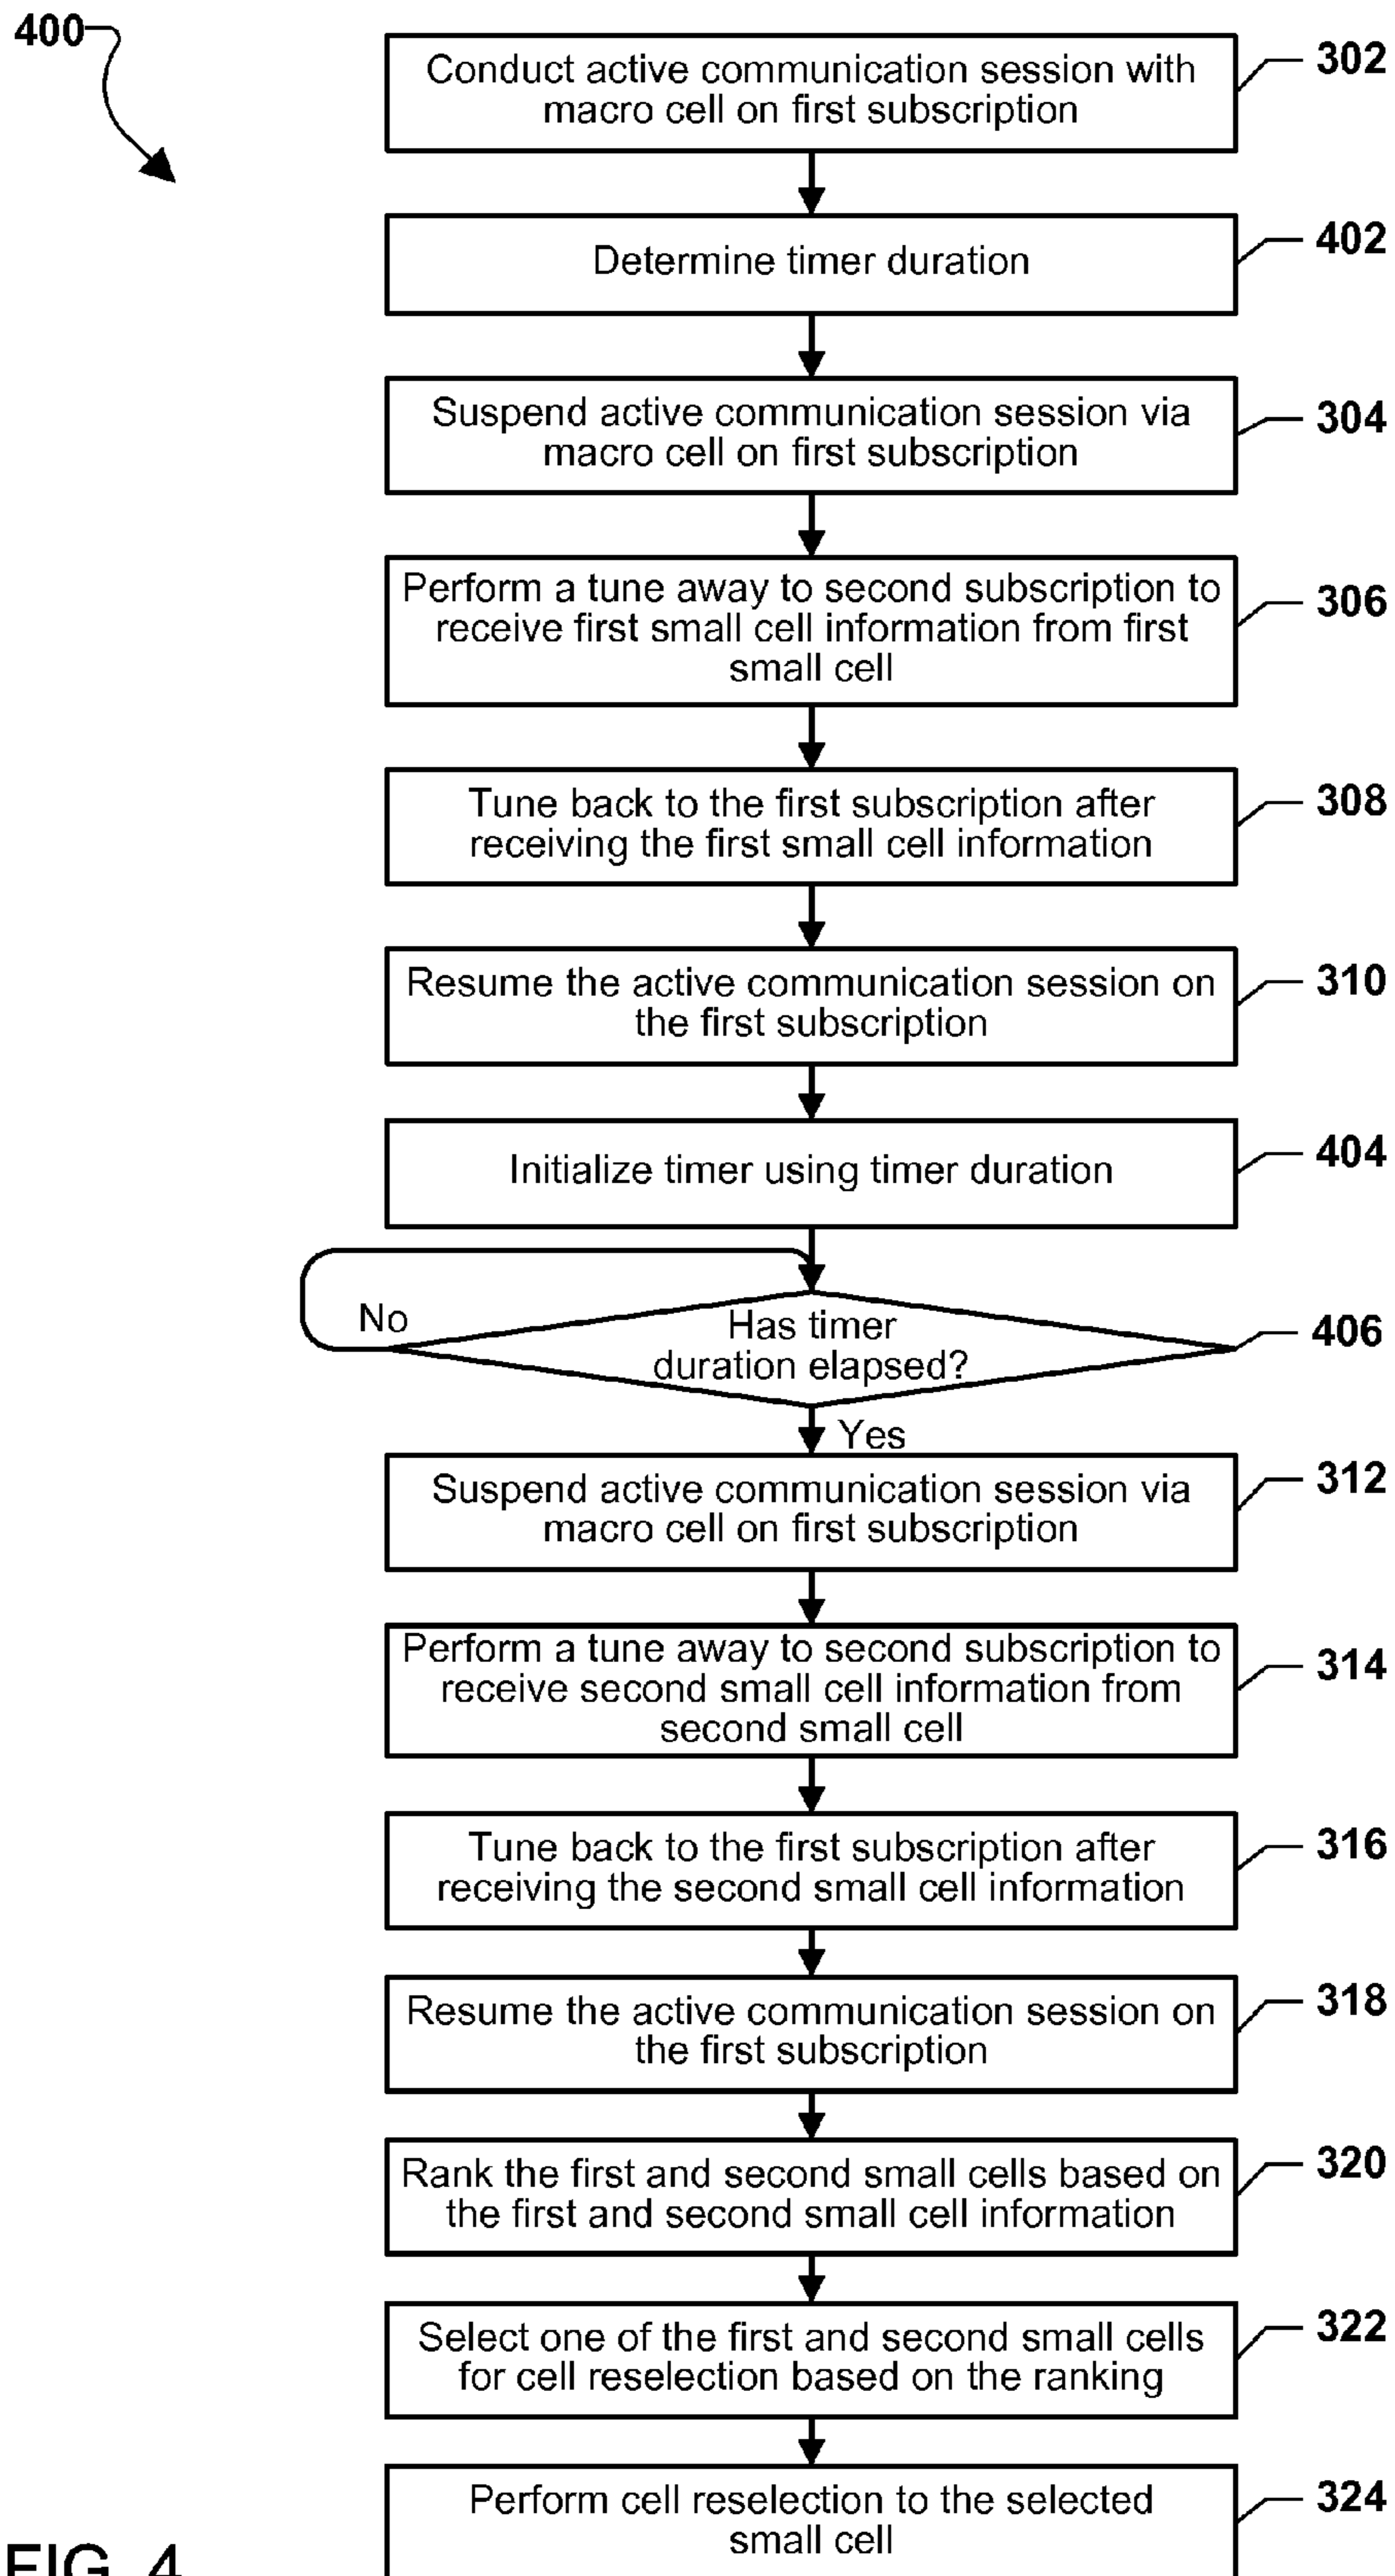 400
Conduct active communication session with
macro cell on first subscription
302
Determine timer duration
402
Suspend active communication session via
macro cell on first subscription
304
Perform a tune away to second subscription to
receive first small cell information from first
small cell
306
Tune back to the first subscription after
receiving the first small cell information
308
Resume the active communication session on
the first subscription
310
Initialize timer using timer duration
404
No
Has timer
duration elapsed?
406
Yes
Suspend active communication session via
macro cell on first subscription
312
Perform a tune away to second subscription to
receive second small cell information from
second small cell
314
Tune back to the first subscription after
receiving the second small cell information
316
Resume the active communication session on
the first subscription
318
Rank the first and second small cells based on
the first and second small cell information
320
Select one of the first and second small cells
for cell reselection based on the ranking
322
Perform cell reselection to the selected
small cell
324
FIG. 4